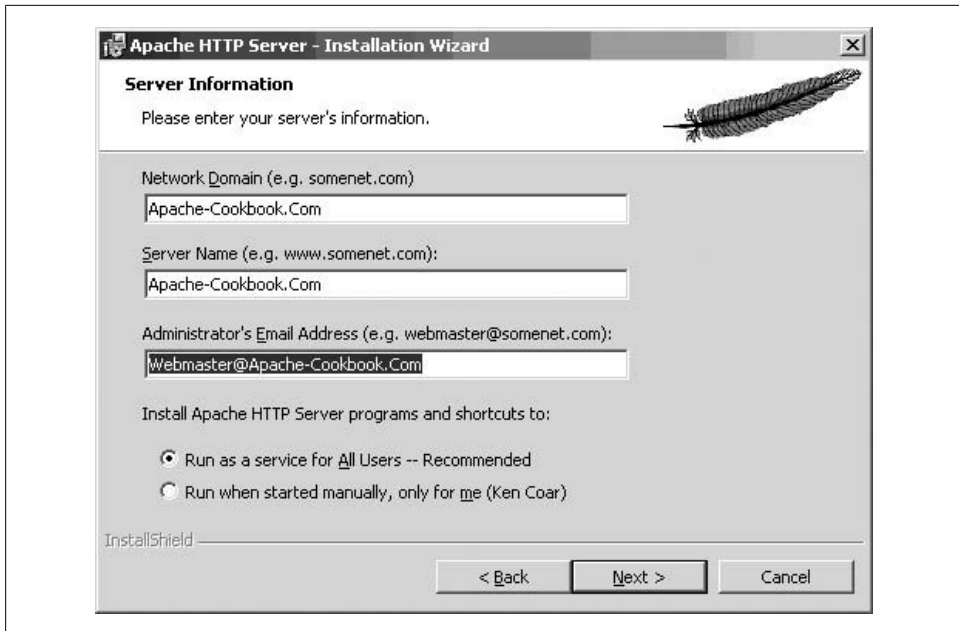 Apache HTTP Server - Installation Wizard
Server Information
Please enter your server's information.
Network Domain (e.g. somenet.com)
Apache-Cookbook.Com
Server Name (e.g. www.somenet.com):
Apache-Cookbook.Com
Administrator's Email Address (e.g. webmaster@somenet.com):
Webmaster@Apache-Cookbook.Com
Install Apache HTTP Server programs and shortcuts to:
Run as a service for All Users -- Recommended
Run when started manually, only for me (Ken Coar)
InstallShield
< Back
Next >
Cancel